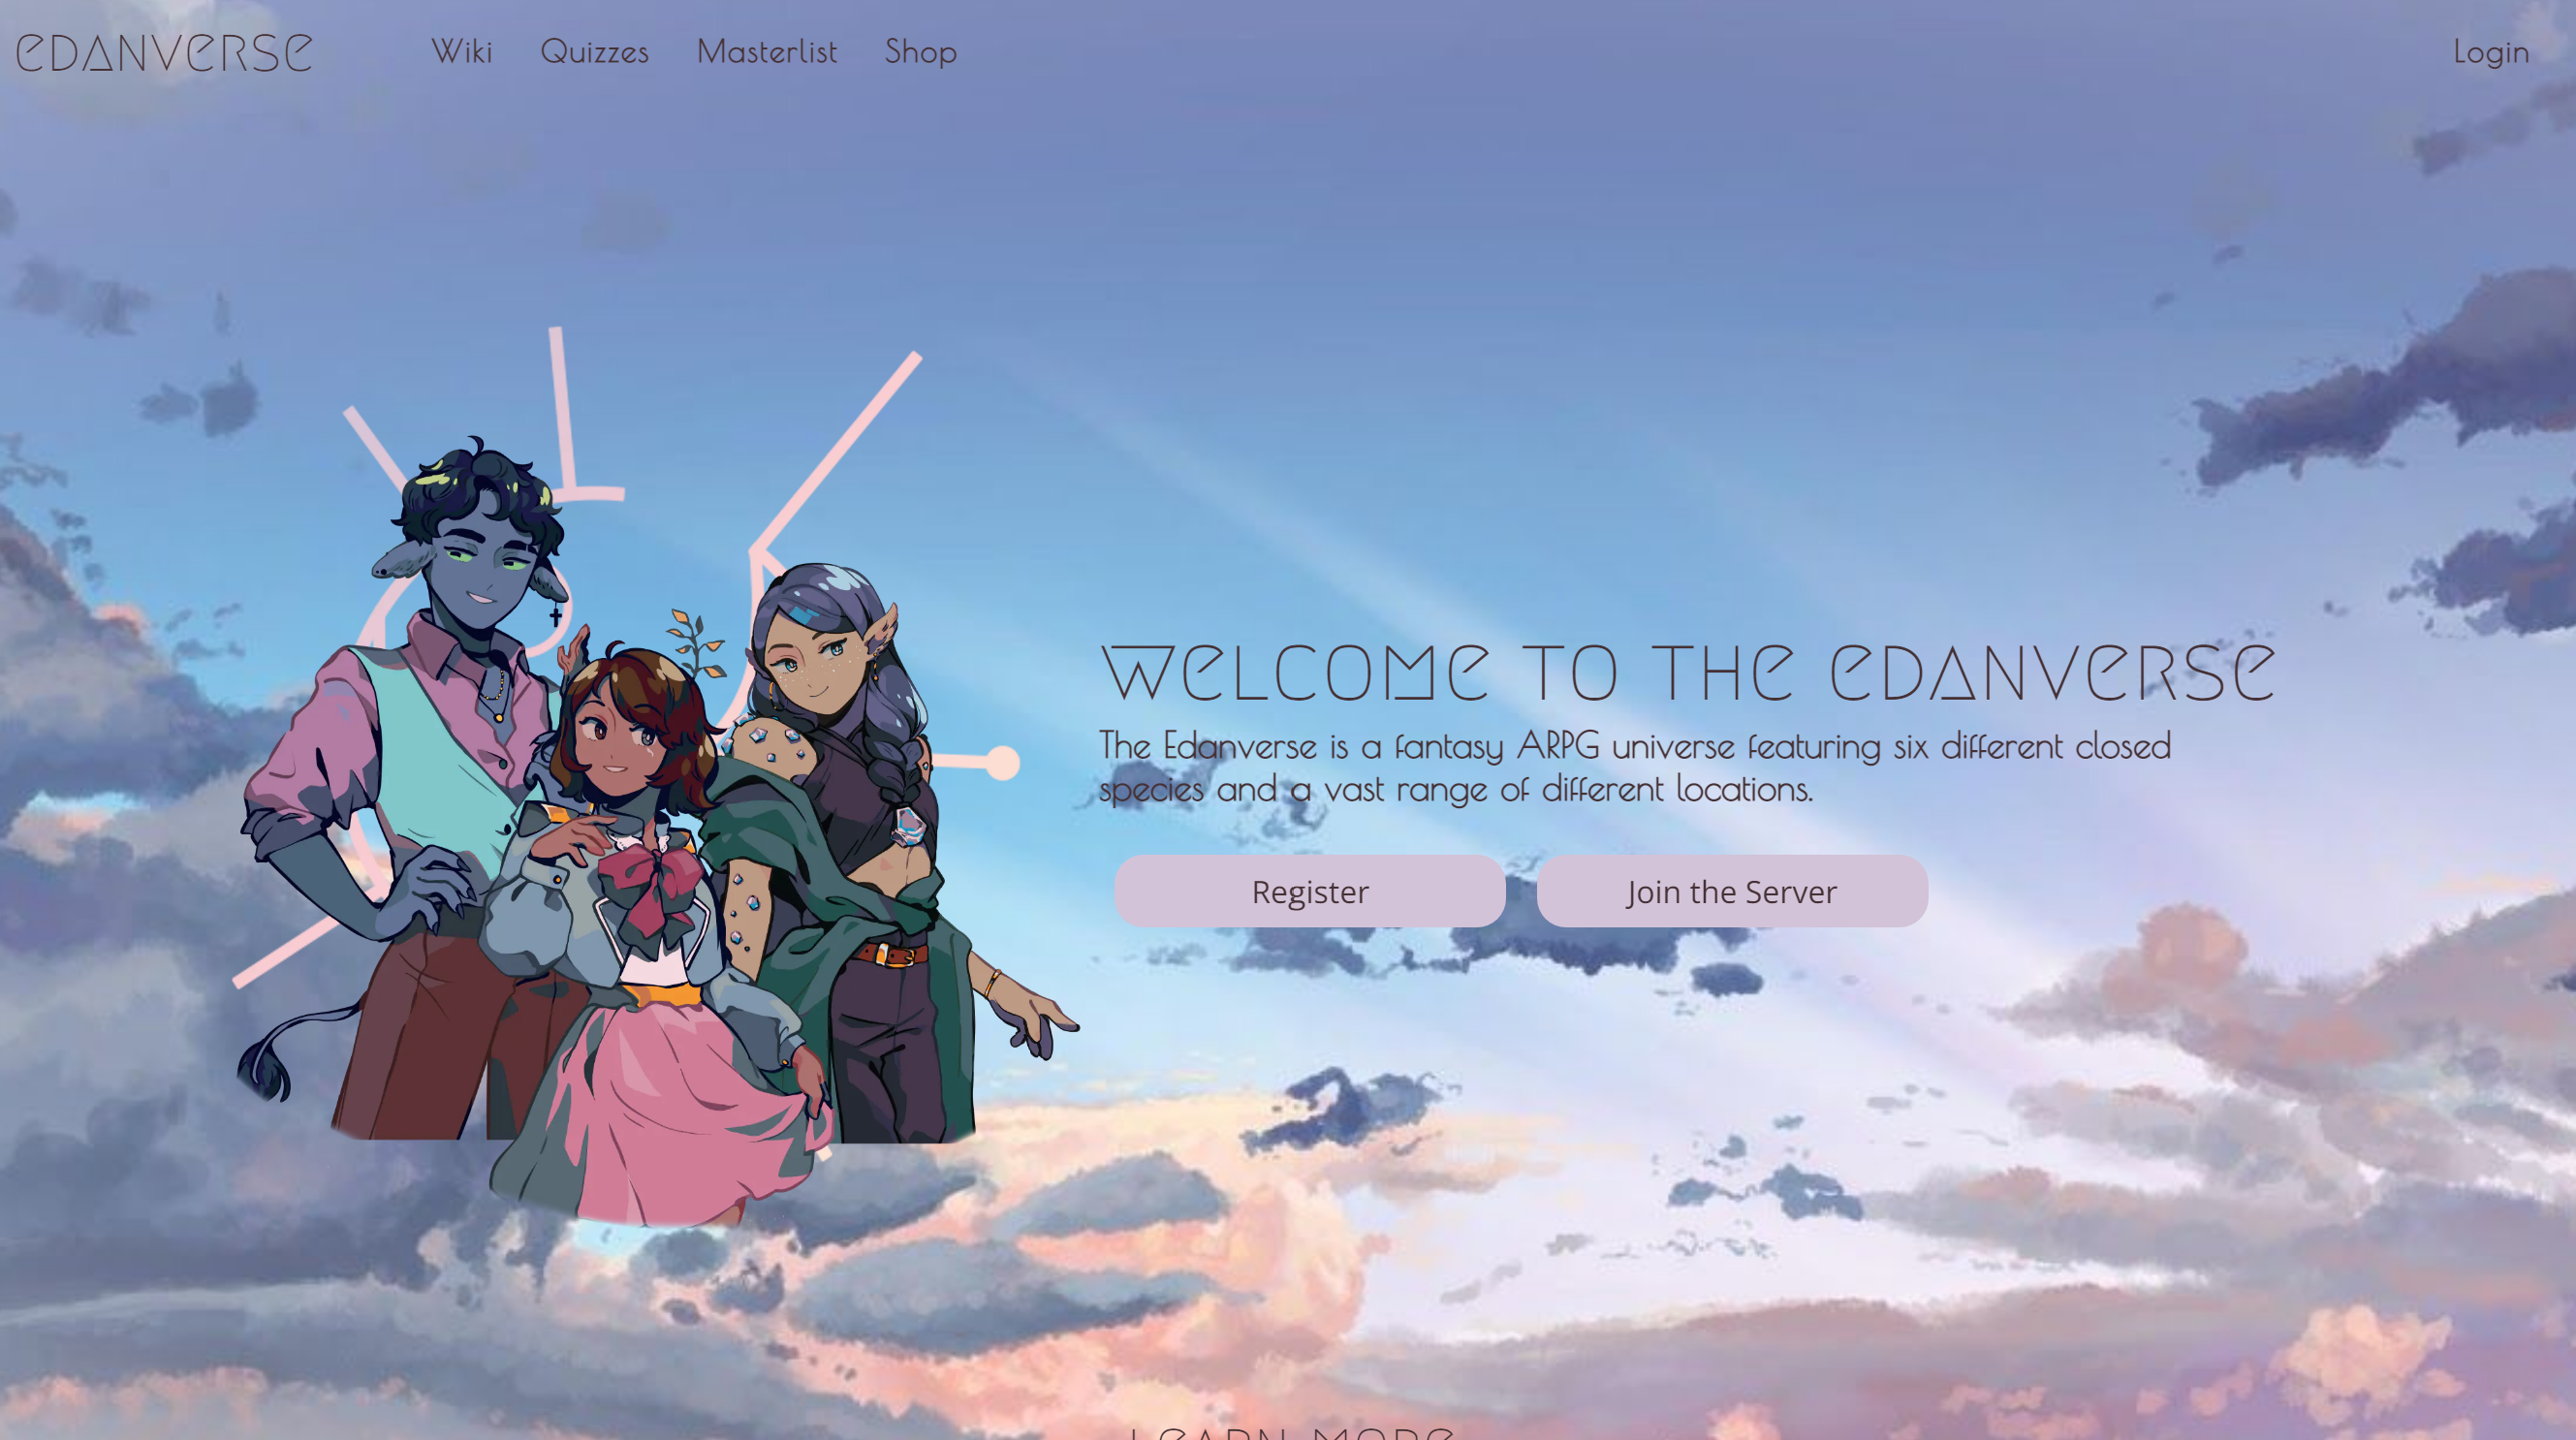 EDANVERSE
Wiki Quizzes Masterlist Shop
Login
WELCOME TO THE EDANVERSE
The Edanverse is a fantasy ARPG universe featuring six different closed
species and a vast range of different locations.
Register
Join the Server
LEARN MORE